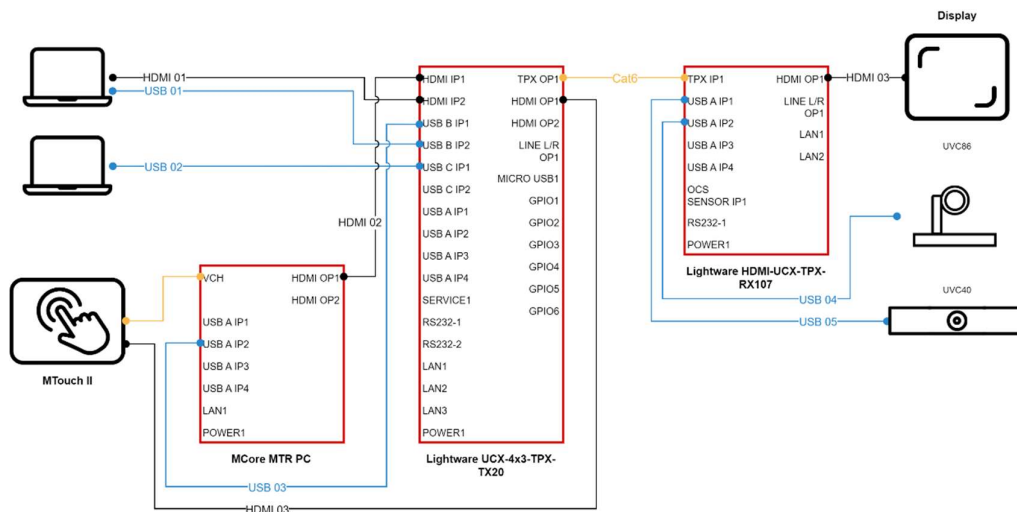 Display
HDMI 01
USB 01
USB 02
HDMI 02
HDMI IP1
HDMI IP2
USB B IP1
USB B IP2
USB C IP1
USB C IP2
USB A IP1
USB A IP2
USB A IP3
USB A IP4
SERVICE1
RS232-1
RS232-2
LAN1
LAN2
LAN3
POWER1
TPX OP1
HDMI OP1
HDMI OP2
LINE L/R
OP1
MICRO USB1
GPIO1
GPIO2
GPIO3
GPIO4
GPIO5
GPIO6
Lightware UCX-4x3-TPX-
TX20
Cat6
TPX IP1
USB A IP1
USB A IP2
USB A IP3
USB A IP4
OCS
SENSOR IP1
RS232-1
POWER1
HDMI OP1
LINE L/R
OP1
LAN1
LAN2
Lightware HDMI-UCX-TPX-
RX107
HDMI 03
UVC86
USB 04
UVC40
USB 05
MTouch II
VCH
USB A IP1
USB A IP2
USB A IP3
USB A IP4
LAN1
POWER1
HDMI OP1
HDMI OP2
MCore MTR PC
USB 03
HDMI 03